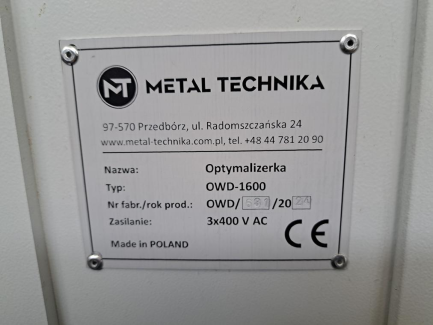 MT METAL TECHNIKA
97-570 Przedbórz, ul. Radomszczańska 24
www.metal-technika.com.pl, tel. +48 44 781 20 90
Nazwa: Optymalizerka
Typ: OWD-1600
Nr fabr./rok prod.: OWD/ /20
Zasilanie: 3x400 V AC
Made in POLAND CE